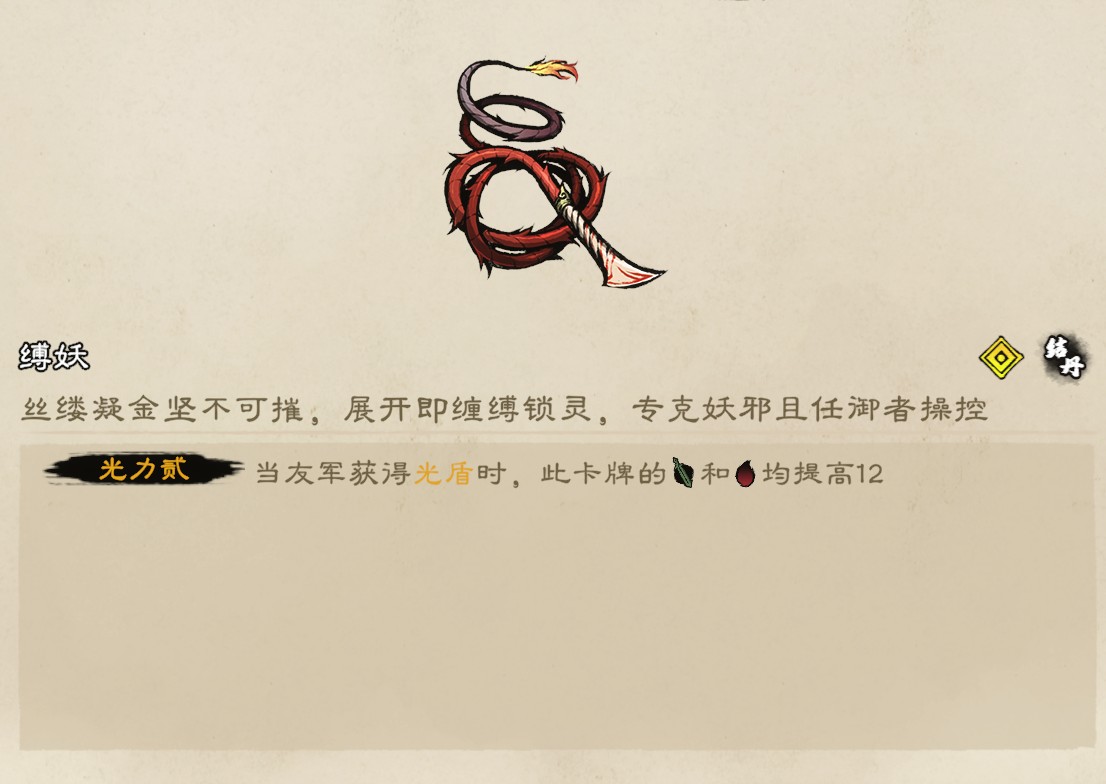 缚妖
结丹
丝缕凝金坚不可摧，展开即缠缚锁灵，专克妖邪且任御者操控
光力贰 当友军获得光盾时，此卡牌的和均提高12